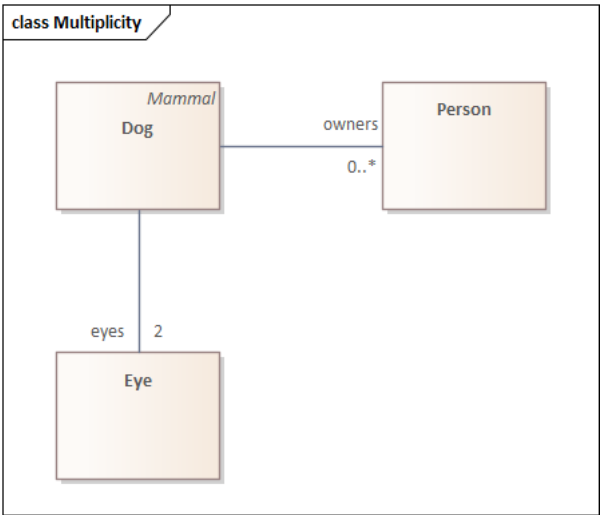 class Multiplicity
Mammal
Dog
owners
Person
0..*
eyes 2
Eye